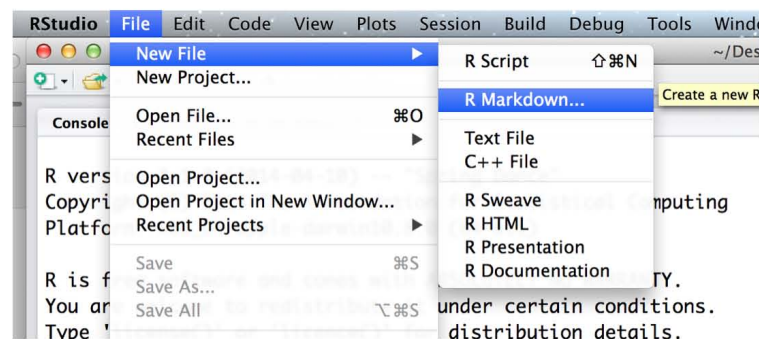 RStudio File Edit Code View Plots Session Build Debug Tools Windo
~/Des
New File
New Project...
Open File... ⌘O
Recent Files
Open Project...
Open Project in New Window...
Recent Projects
Save ⌘S
Save As...
Save All ⌥⌘S
R Script ⇧⌘N
R Markdown...
Text File
C++ File
R Sweave
R HTML
R Presentation
R Documentation
Create a new R
Console
R vers
Copyri mputing
Platfo
R is f TY.
You ar under certain conditions.
Type ' distribution details.